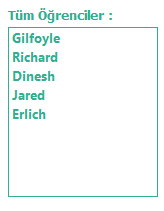 Tüm Öğrenciler :
Gilfoyle
Richard
Dinesh
Jared
Erlich